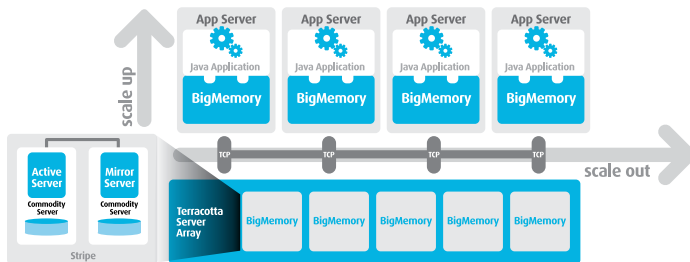 scale up
App Server
Java Application
BigMemory
App Server
Java Application
BigMemory
App Server
Java Application
BigMemory
App Server
Java Application
BigMemory
TCP
TCP
TCP
TCP
scale out
Active
Server
Commodity
Server
Mirror
Server
Commodity
Server
Stripe
Terracotta
Server
Array
BigMemory
BigMemory
BigMemory
BigMemory
BigMemory